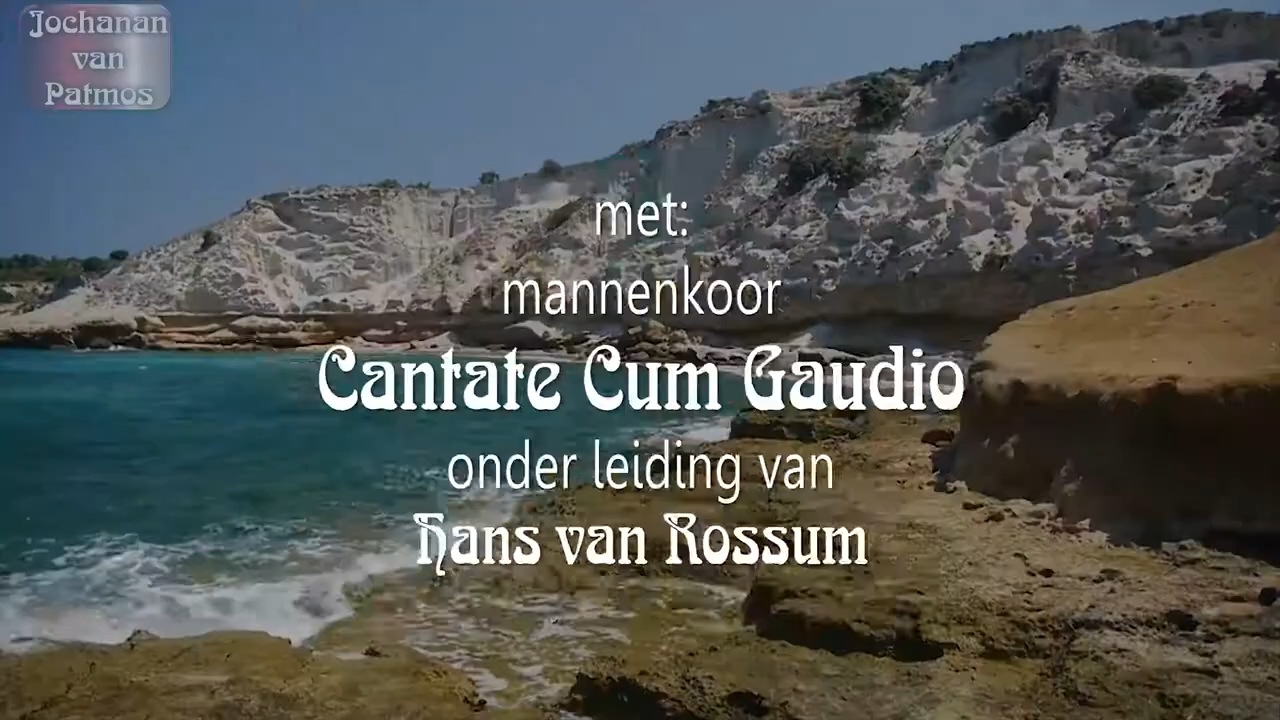 Jochanan
van
Patmos
met:
mannenkoor
Cantate Cum Gaudio
onder leiding van
Hans van Rossum